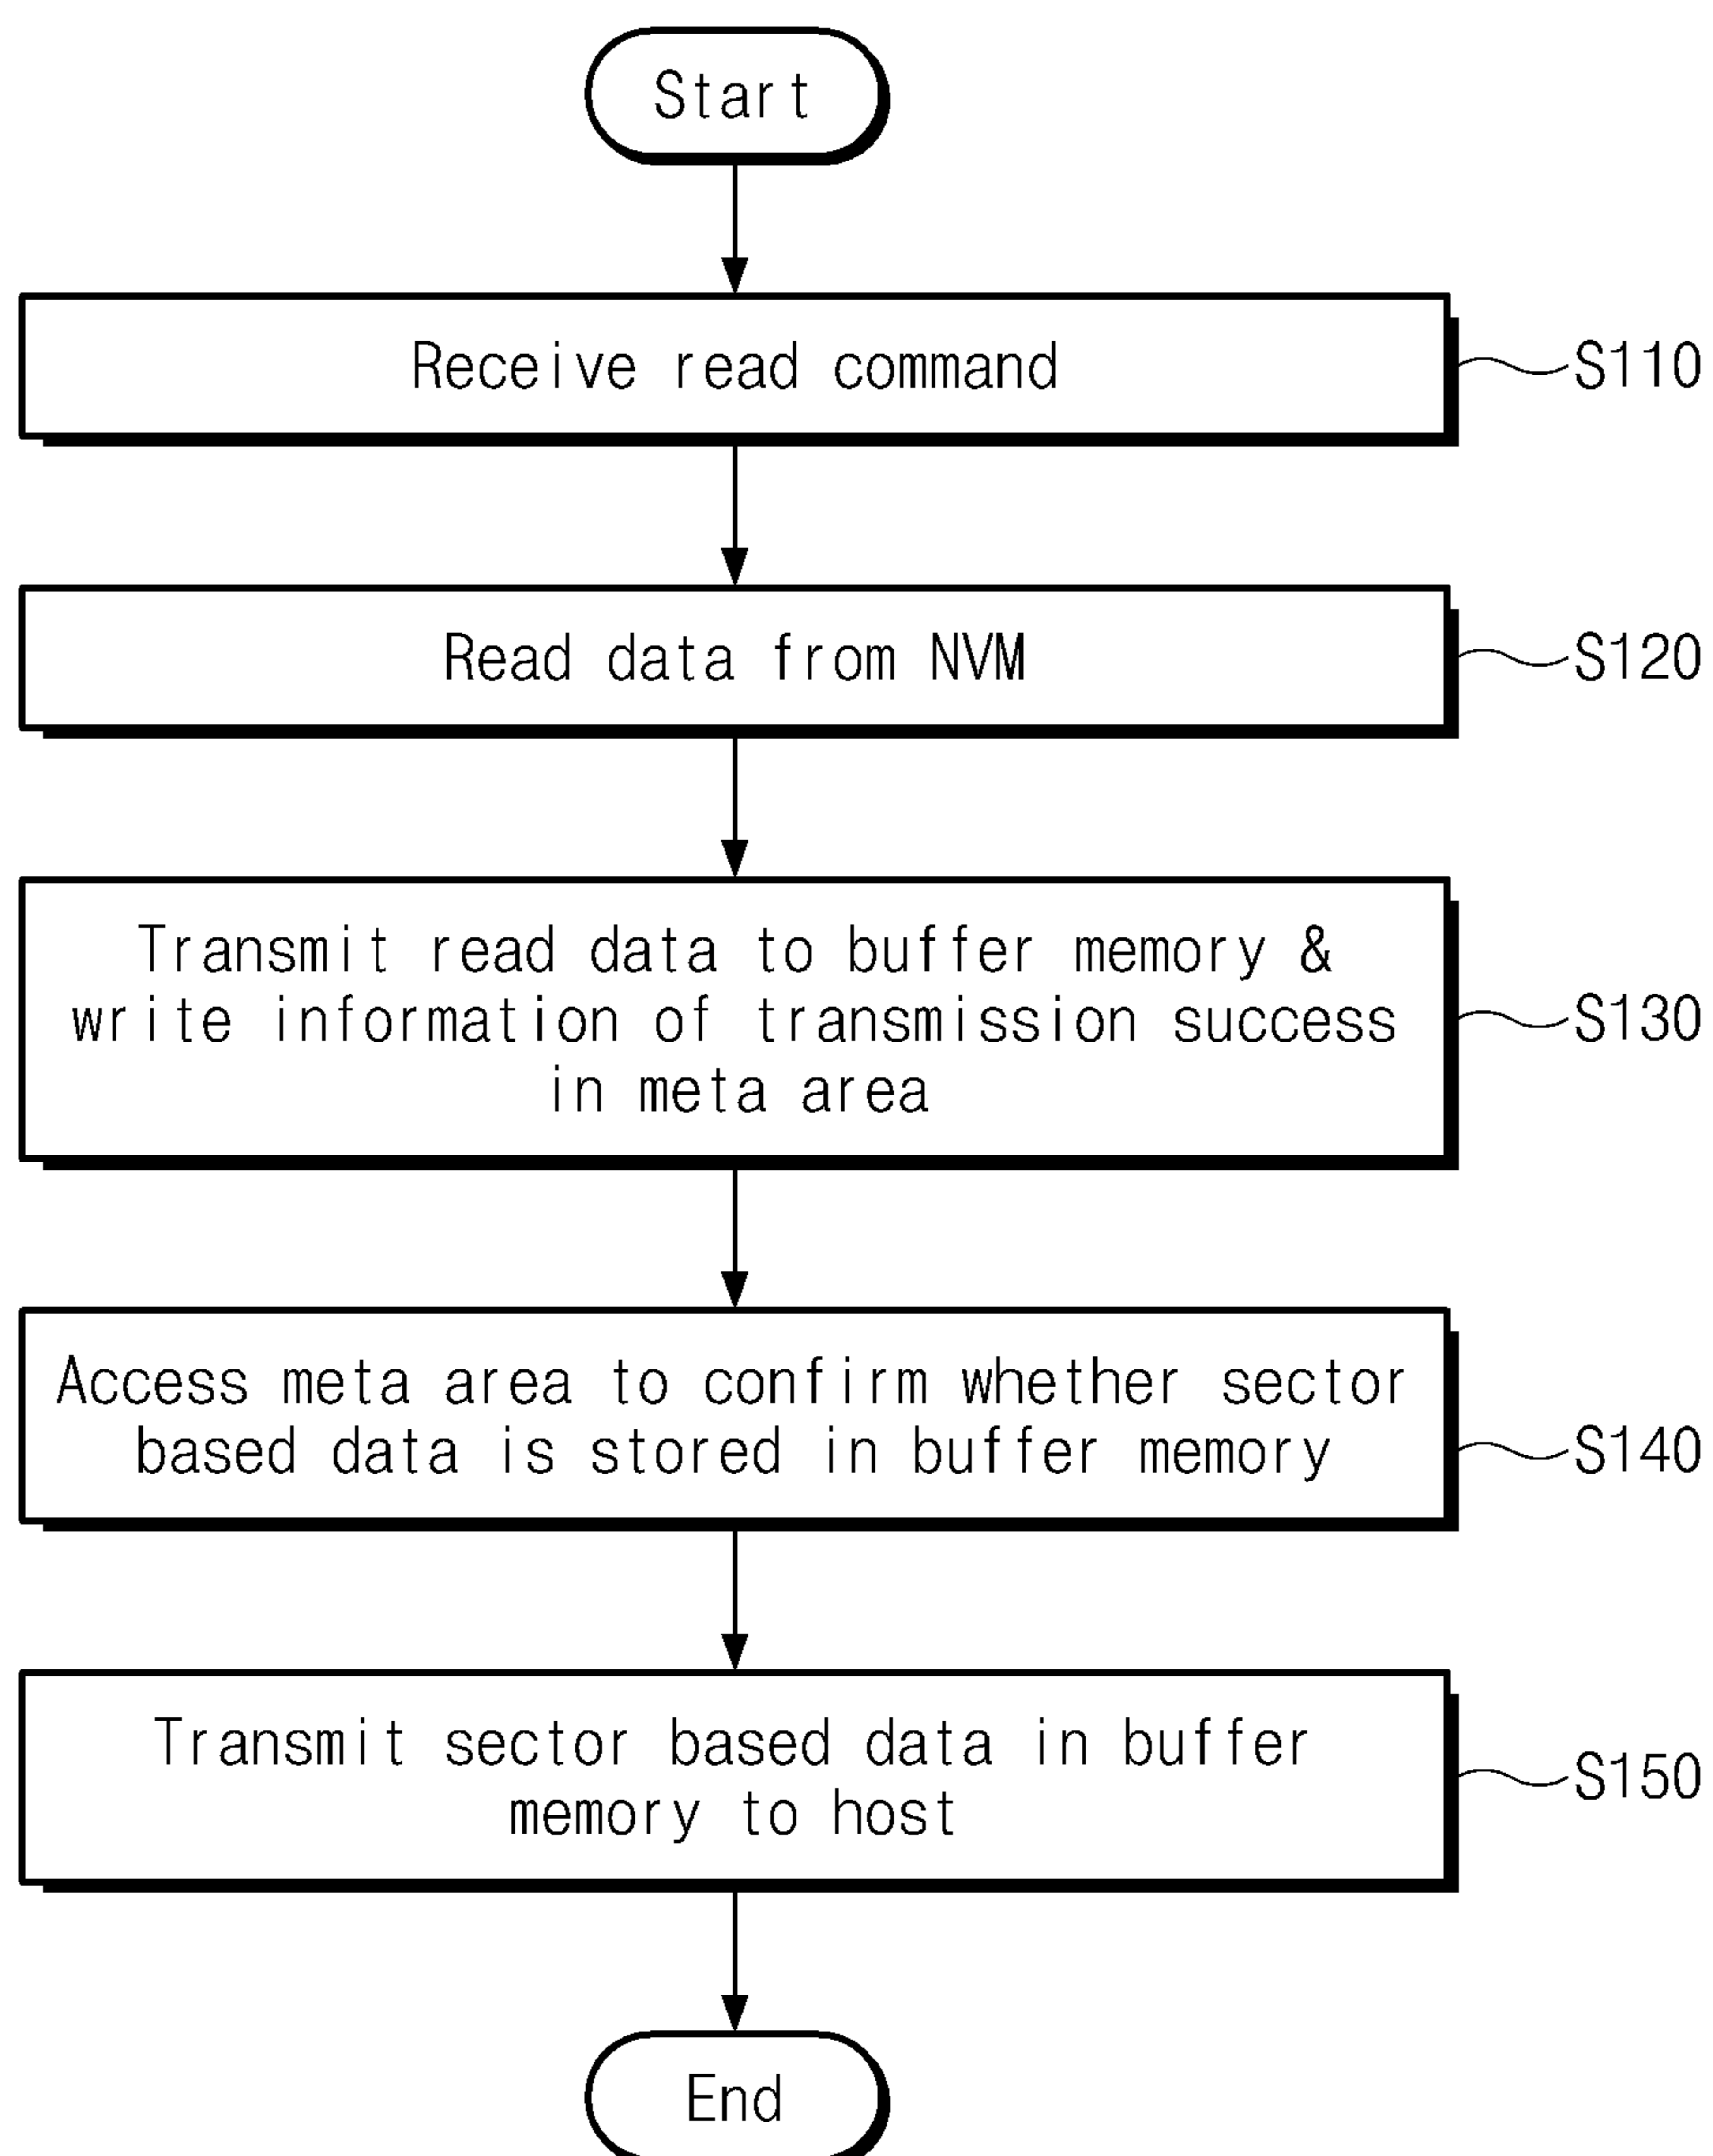 Start
Receive read command
S110
Read data from NVM
S120
Transmit read data to buffer memory &
write information of transmission success
in meta area
S130
Access meta area to confirm whether sector
based data is stored in buffer memory
S140
Transmit sector based data in buffer
memory to host
S150
End